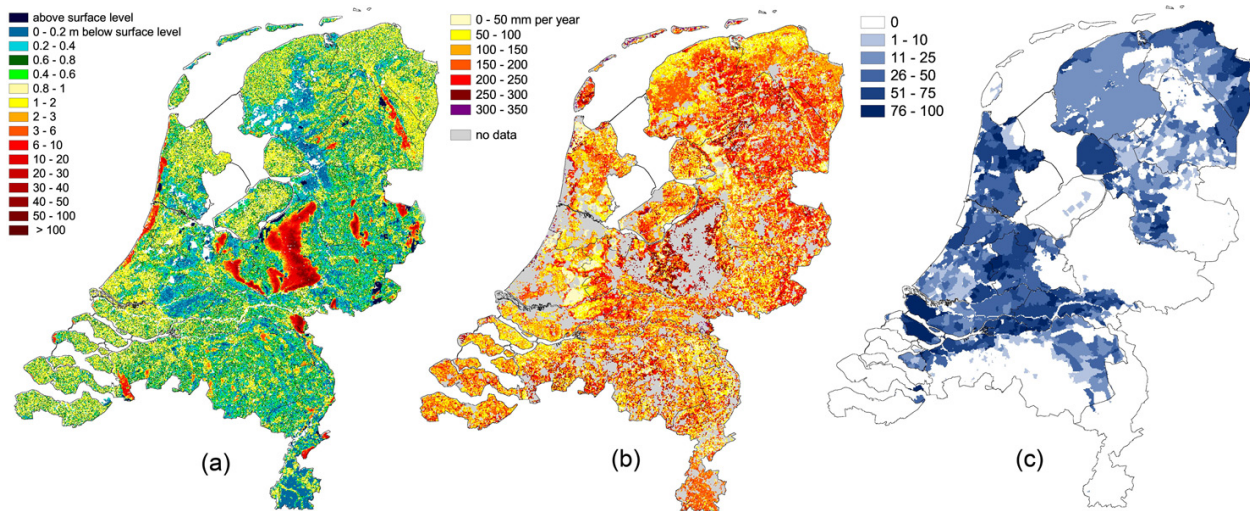 above surface level
0 - 0.2 m below surface level
0.2 - 0.4
0.6 - 0.8
0.4 - 0.6
0.8 - 1
1 - 2
2 - 3
3 - 6
6 - 10
10 - 20
20 - 30
30 - 40
40 - 50
50 - 100
> 100
(a)
0 - 50 mm per year
50 - 100
100 - 150
150 - 200
200 - 250
250 - 300
300 - 350
no data
(b)
0
1 - 10
11 - 25
26 - 50
51 - 75
76 - 100
(c)